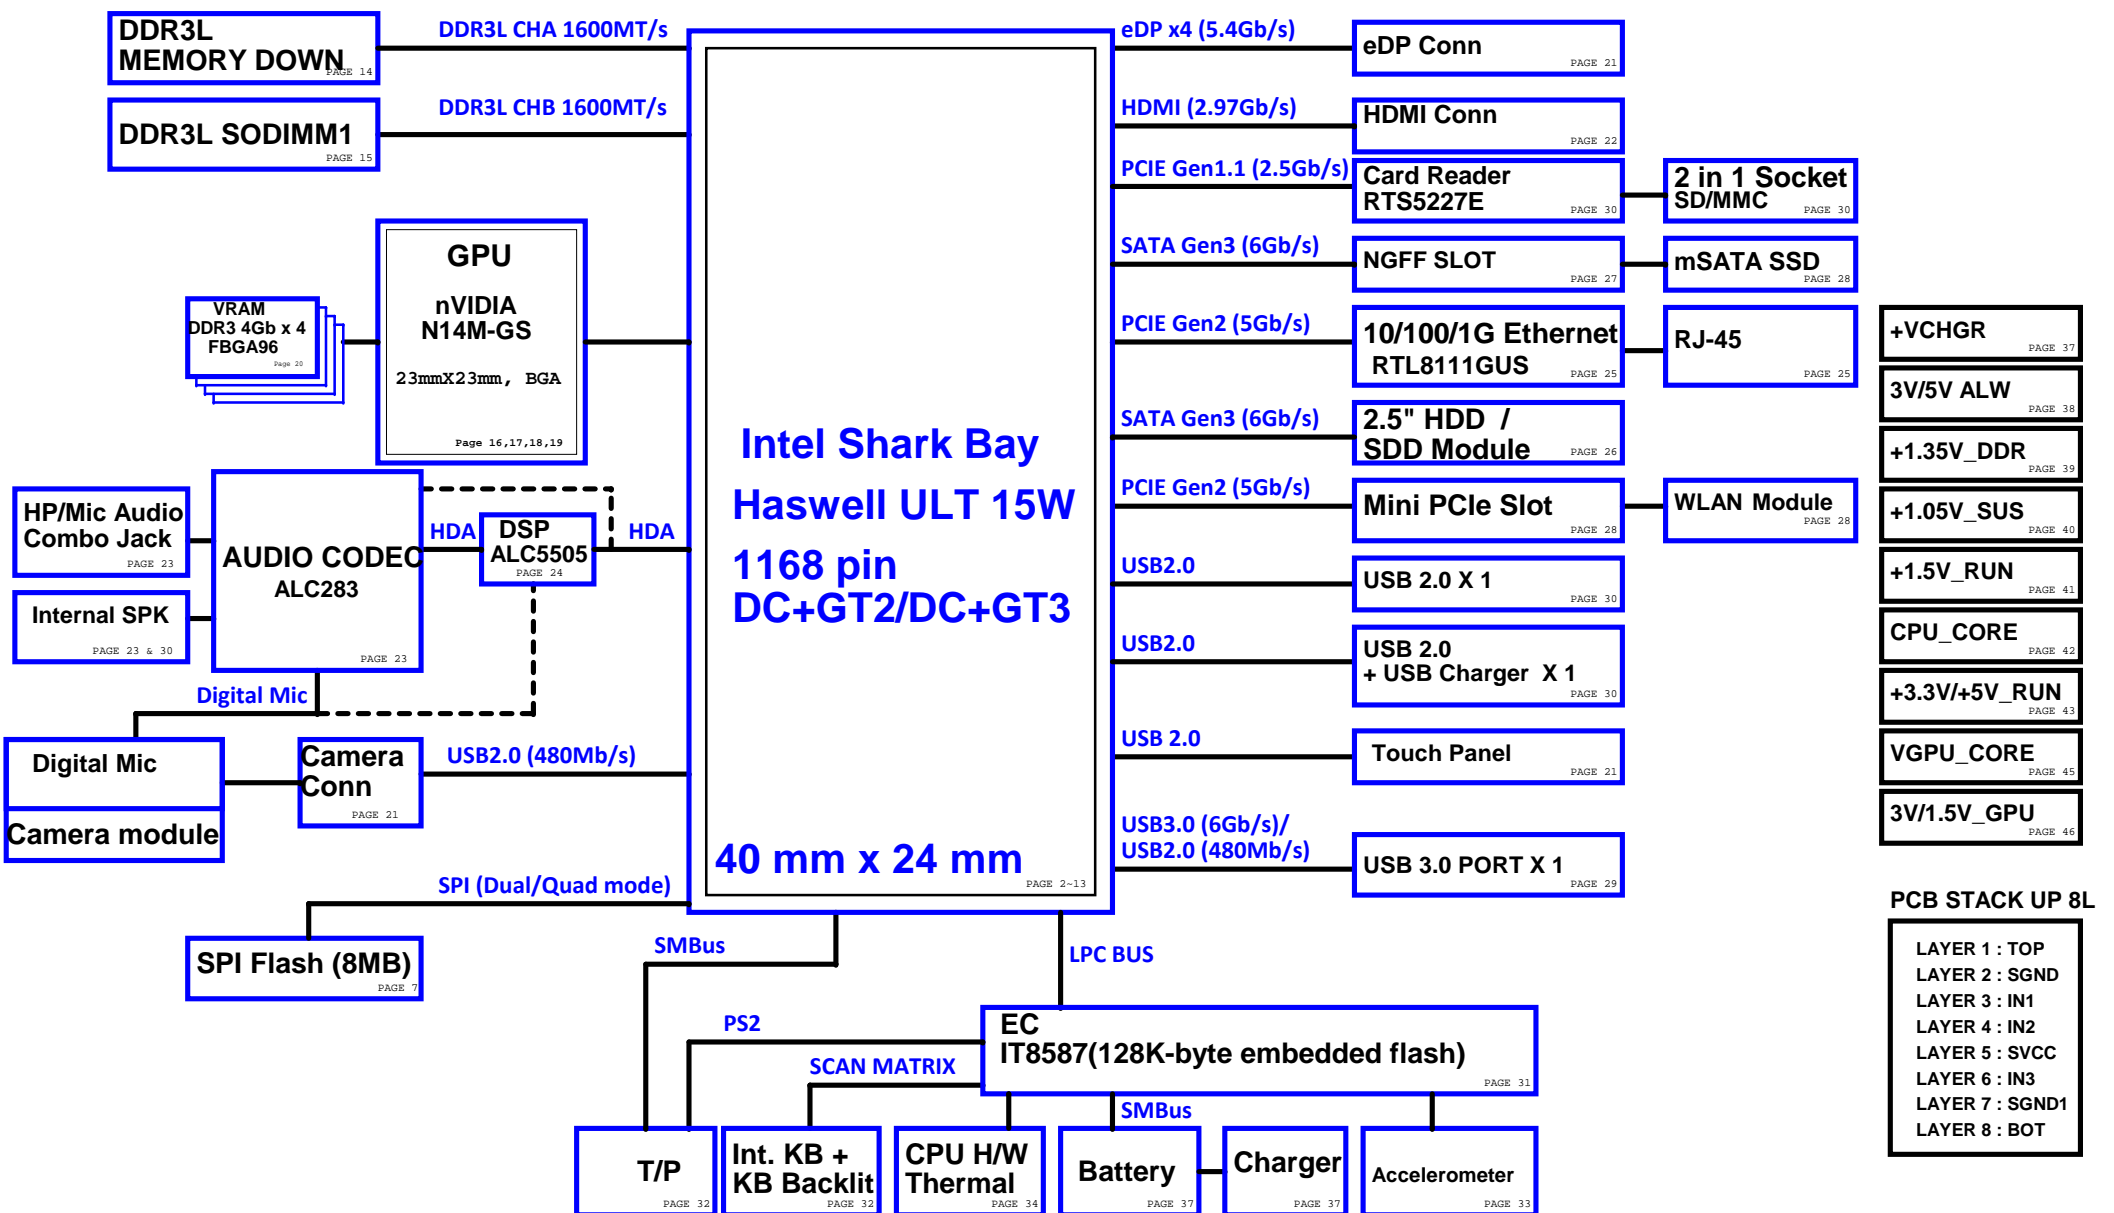 DDR3L
MEMORY DOWN
PAGE 14
DDR3L CHA 1600MT/s
DDR3L SODIMM1
PAGE 15
DDR3L CHB 1600MT/s
GPU
nVIDIA
N14M-GS
23mmX23mm, BGA
Page 16,17,18,19
VRAM
DDR3 4Gb x 4
FBGA96
Page 20
HP/Mic Audio
Combo Jack
PAGE 23
Internal SPK
PAGE 23 & 30
AUDIO CODEC
ALC283
PAGE 23
HDA
DSP
ALC5505
PAGE 24
HDA
Digital Mic
Digital Mic
Camera module
Camera
Conn
PAGE 21
USB2.0 (480Mb/s)
SPI (Dual/Quad mode)
SPI Flash (8MB)
PAGE 7
Intel Shark Bay
Haswell ULT 15W
1168 pin
DC+GT2/DC+GT3
40 mm x 24 mm
PAGE 2~13
eDP x4 (5.4Gb/s)
eDP Conn
PAGE 21
HDMI (2.97Gb/s)
HDMI Conn
PAGE 22
PCIE Gen1.1 (2.5Gb/s)
Card Reader
RTS5227E
PAGE 30
2 in 1 Socket
SD/MMC
PAGE 30
SATA Gen3 (6Gb/s)
NGFF SLOT
PAGE 27
mSATA SSD
PAGE 28
PCIE Gen2 (5Gb/s)
10/100/1G Ethernet
RTL8111GUS
PAGE 25
RJ-45
PAGE 25
SATA Gen3 (6Gb/s)
2.5" HDD /
SDD Module
PAGE 26
PCIE Gen2 (5Gb/s)
Mini PCIe Slot
PAGE 28
WLAN Module
PAGE 28
USB2.0
USB 2.0 X 1
PAGE 30
USB2.0
USB 2.0
+ USB Charger X 1
PAGE 30
USB 2.0
Touch Panel
PAGE 21
USB3.0 (6Gb/s)/
USB2.0 (480Mb/s)
USB 3.0 PORT X 1
PAGE 29
SMBus
LPC BUS
PS2
SCAN MATRIX
EC
IT8587(128K-byte embedded flash)
PAGE 31
SMBus
T/P
PAGE 32
Int. KB +
KB Backlit
PAGE 32
CPU H/W
Thermal
PAGE 34
Battery
PAGE 37
Charger
PAGE 37
Accelerometer
PAGE 33
+VCHGR
PAGE 37
3V/5V ALW
PAGE 38
+1.35V_DDR
PAGE 39
+1.05V_SUS
PAGE 40
+1.5V_RUN
PAGE 41
CPU_CORE
PAGE 42
+3.3V/+5V_RUN
PAGE 43
VGPU_CORE
PAGE 45
3V/1.5V_GPU
PAGE 46
PCB STACK UP 8L
LAYER 1 : TOP
LAYER 2 : SGND
LAYER 3 : IN1
LAYER 4 : IN2
LAYER 5 : SVCC
LAYER 6 : IN3
LAYER 7 : SGND1
LAYER 8 : BOT